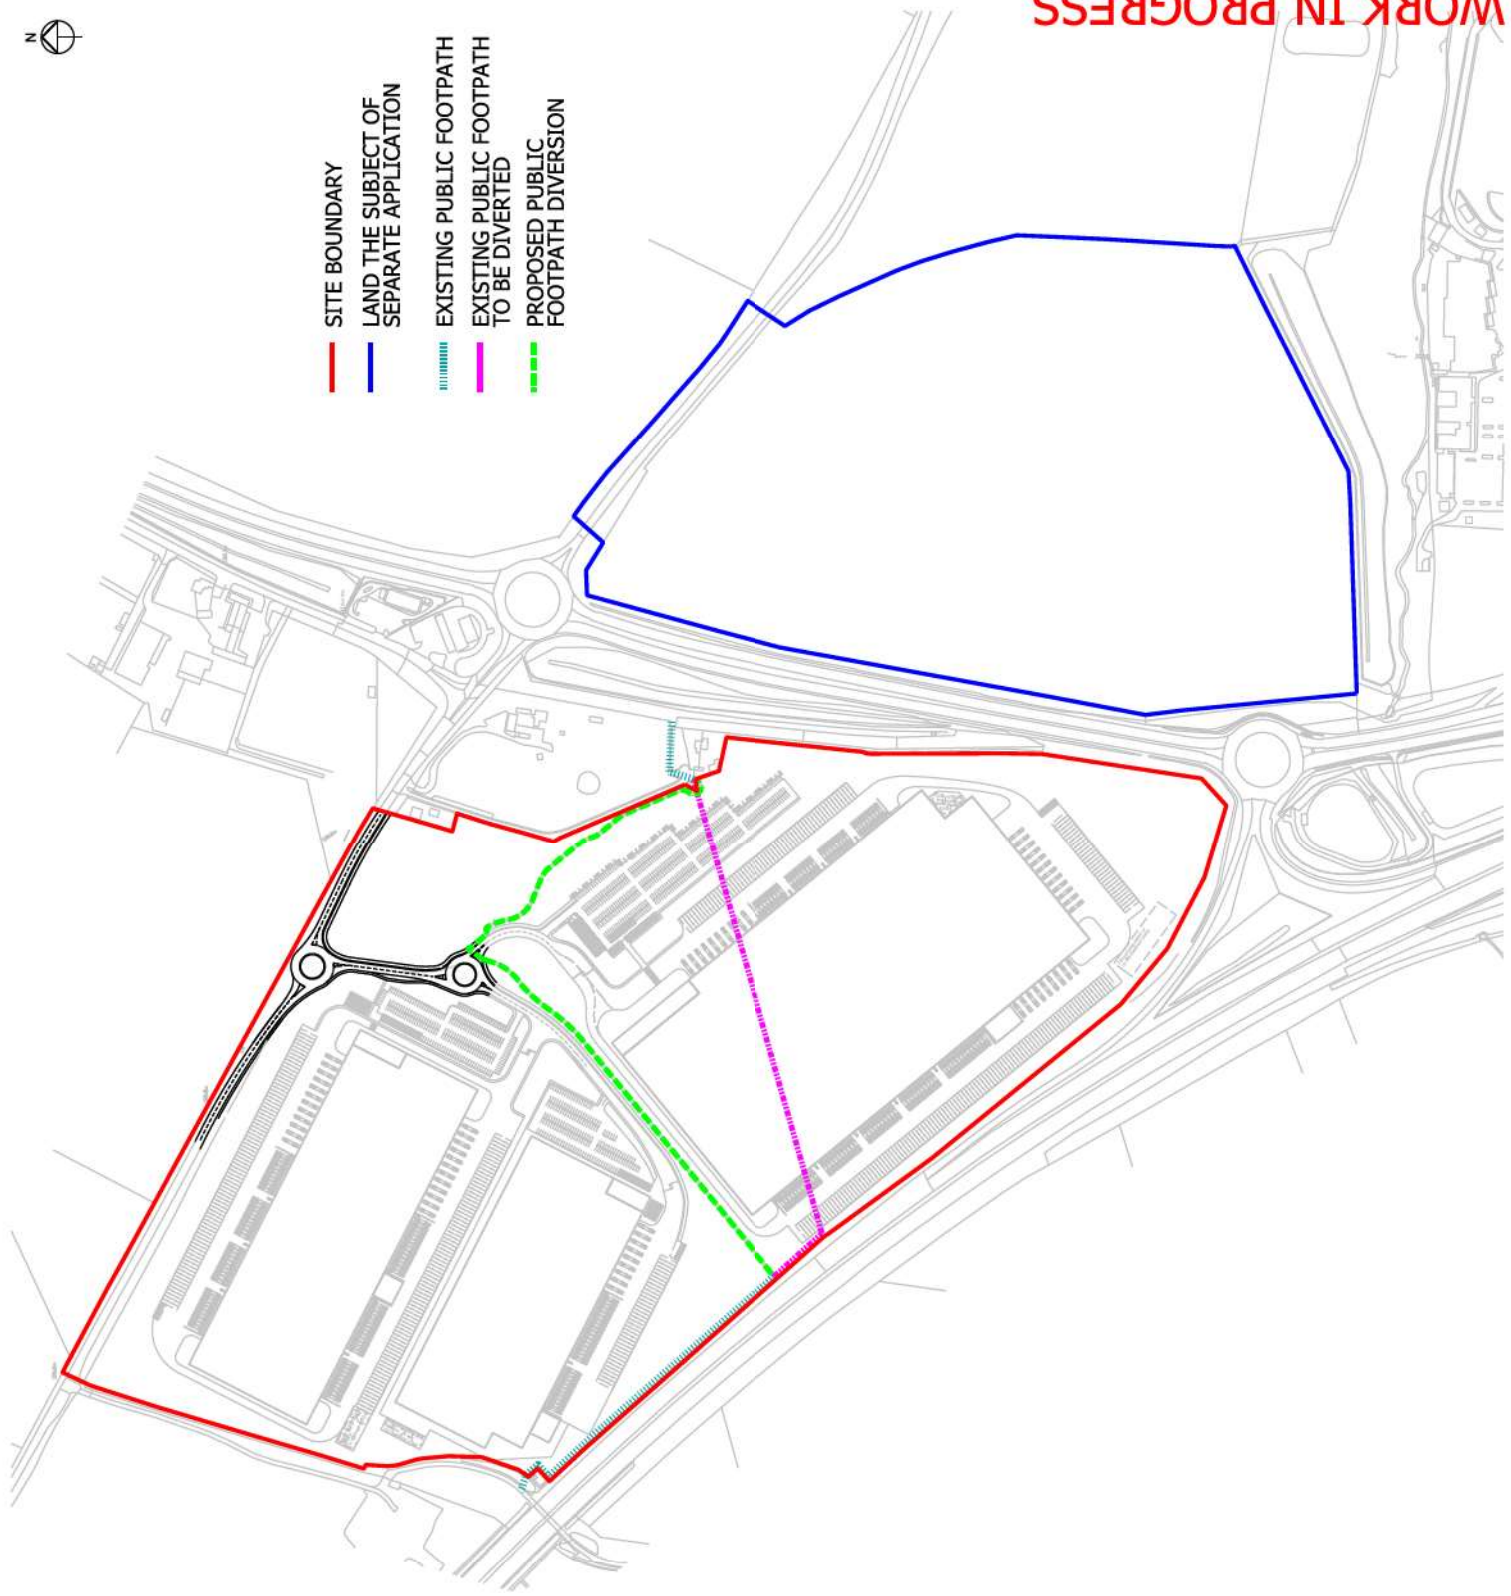 WORK IN PROGRESS
N
SITE BOUNDARY
LAND THE SUBJECT OF
SEPARATE APPLICATION
EXISTING PUBLIC FOOTPATH
EXISTING PUBLIC FOOTPATH
TO BE DIVERTED
PROPOSED PUBLIC
FOOTPATH DIVERSION